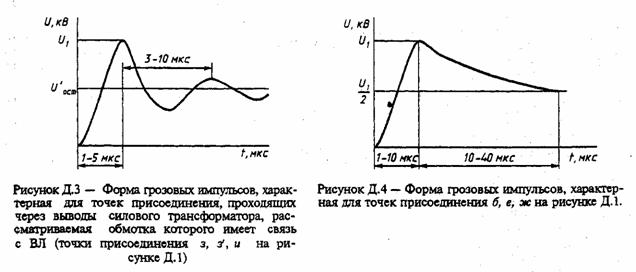 U, кВ
U₁
3-10 мкс
U'ост
1-5 мкс
t, мкс
Рисунок Д.3 — Форма грозовых импульсов, харак-
терная для точек присоединения, проходящих
через выводы силового трансформатора, рас-
сматриваемая обмотка которого имеет связь
с ВЛ (точки присоединения з, з', и на ри-
сунке Д.1)
U, кВ
U₁
U₁/2
1-10 мкс
10-40 мкс
t, мкс
Рисунок Д.4 — Форма грозовых импульсов, характер-
ная для точек присоединения б, в, ж на рисунке Д.1.